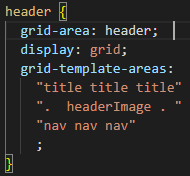 header {
  grid-area: header;
  display: grid;
  grid-template-areas:
    "title title title"
    ".  headerImage . "
    "nav nav nav"
    ;
}